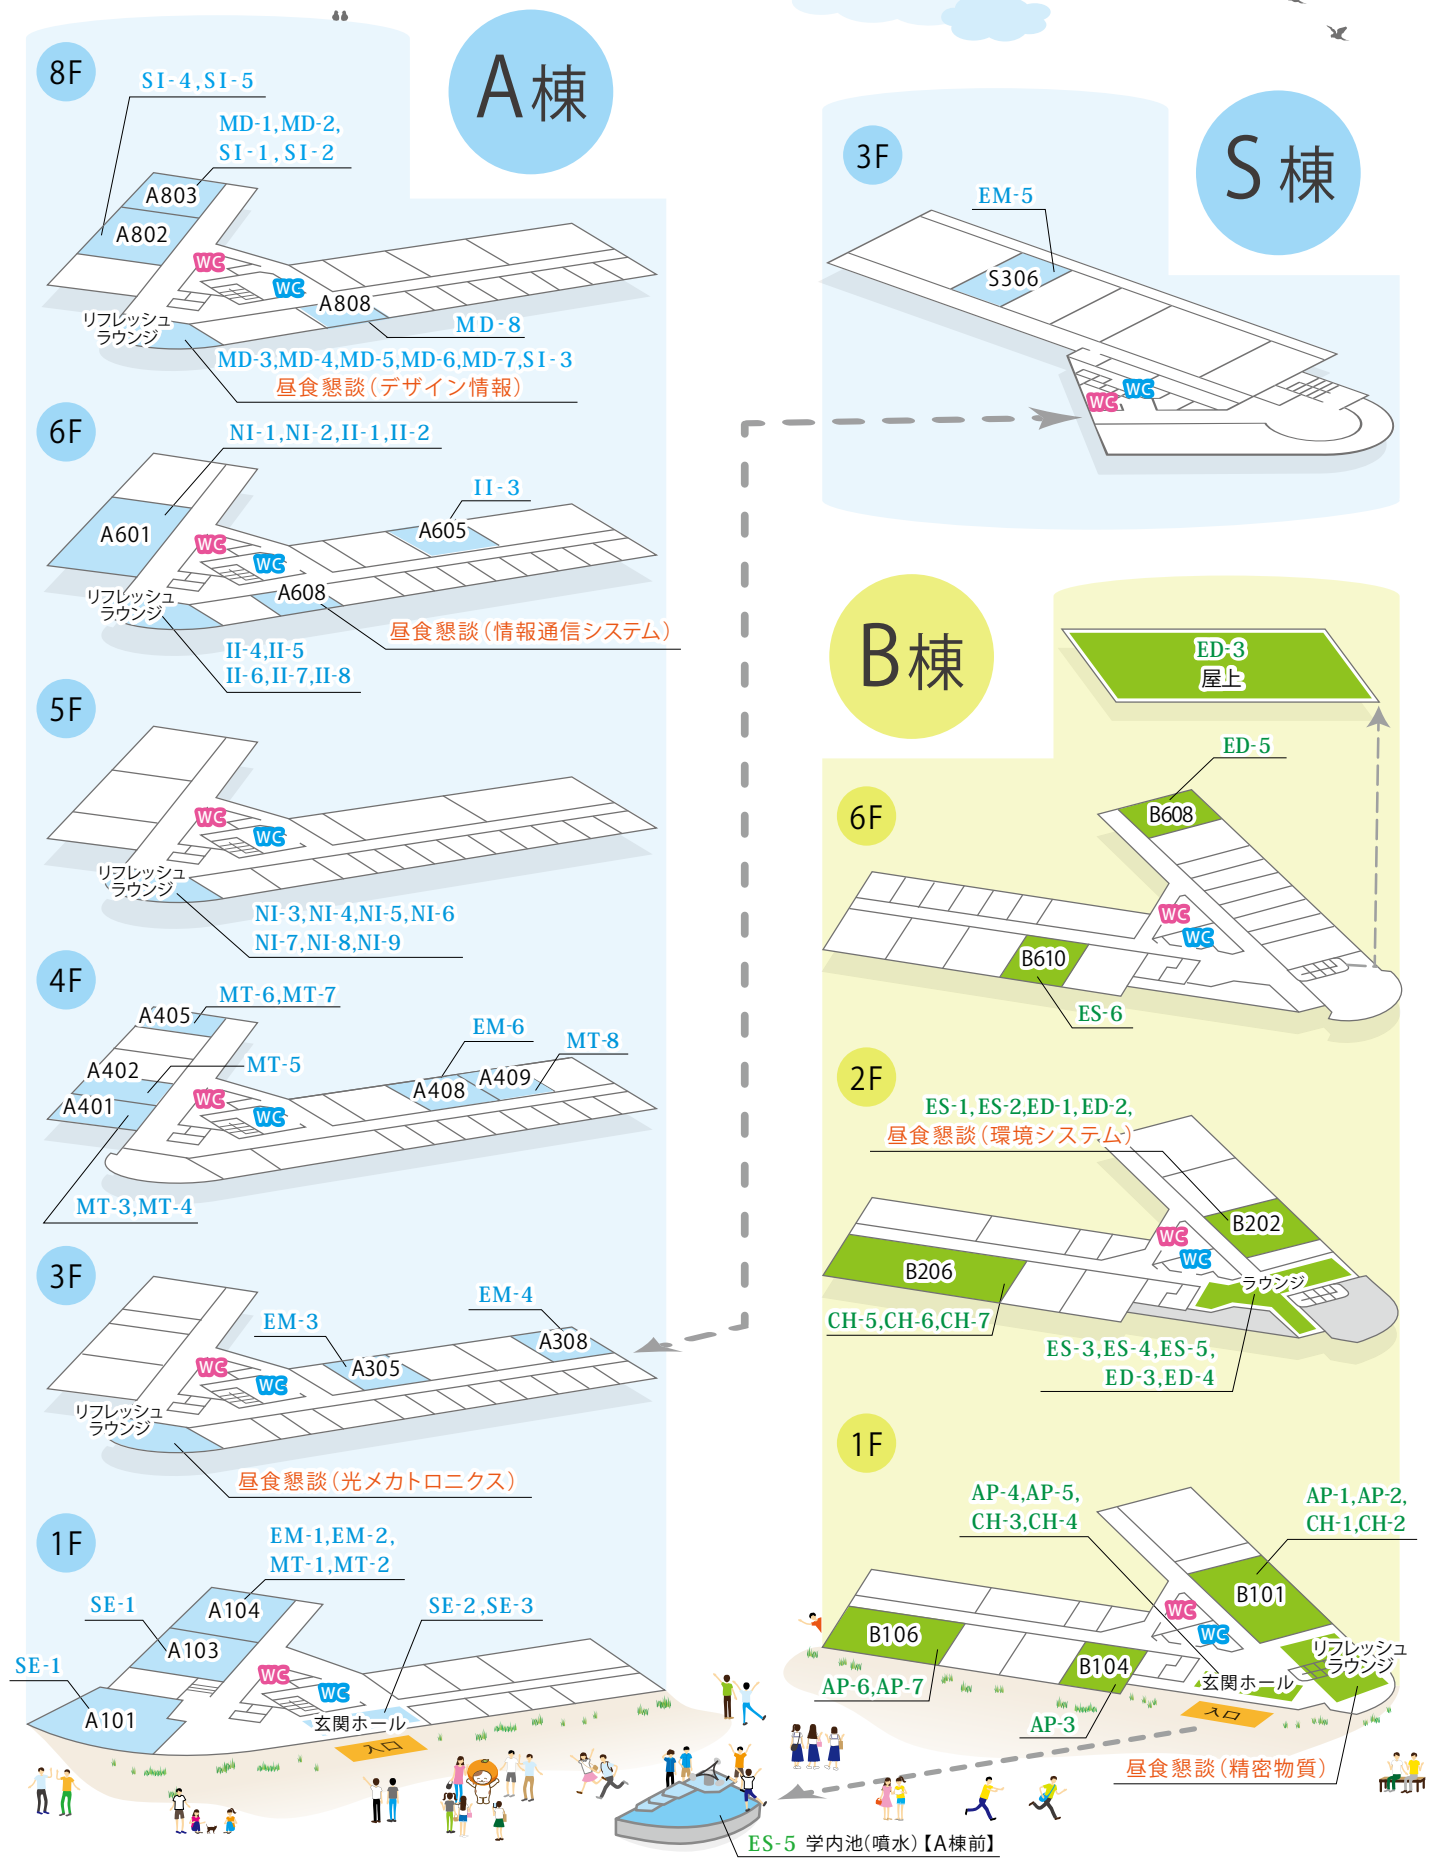 A棟
8F
SI-4,SI-5
MD-1,MD-2,
SI-1,SI-2
A803
A802
WC
WC
A808
リフレッシュ
ラウンジ
MD-8
MD-3,MD-4,MD-5,MD-6,MD-7,SI-3
昼食懇談(デザイン情報)
6F
NI-1,NI-2,II-1,II-2
II-3
A601
A605
WC
WC
A608
リフレッシュ
ラウンジ
昼食懇談(情報通信システム)
II-4,II-5
II-6,II-7,II-8
5F
WC
WC
リフレッシュ
ラウンジ
NI-3,NI-4,NI-5,NI-6
NI-7,NI-8,NI-9
4F
MT-6,MT-7
A405
EM-6
MT-8
A402
MT-5
A408
A409
A401
WC
WC
MT-3,MT-4
3F
EM-4
EM-3
A308
A305
WC
WC
リフレッシュ
ラウンジ
昼食懇談(光メカトロニクス)
1F
EM-1,EM-2,
MT-1,MT-2
SE-1
A104
SE-2,SE-3
A103
SE-1
WC
WC
A101
玄関ホール
入口
S棟
3F
EM-5
S306
WC
WC
B棟
ED-3
屋上
ED-5
6F
B608
WC
WC
B610
ES-6
2F
ES-1,ES-2,ED-1,ED-2,
昼食懇談(環境システム)
B202
WC
WC
B206
ラウンジ
CH-5,CH-6,CH-7
ES-3,ES-4,ES-5,
ED-3,ED-4
1F
AP-4,AP-5,
CH-3,CH-4
AP-1,AP-2,
CH-1,CH-2
B101
WC
WC
B106
リフレッシュ
ラウンジ
B104
玄関ホール
AP-6,AP-7
入口
AP-3
昼食懇談(精密物質)
ES-5 学内池(噴水)【A棟前】